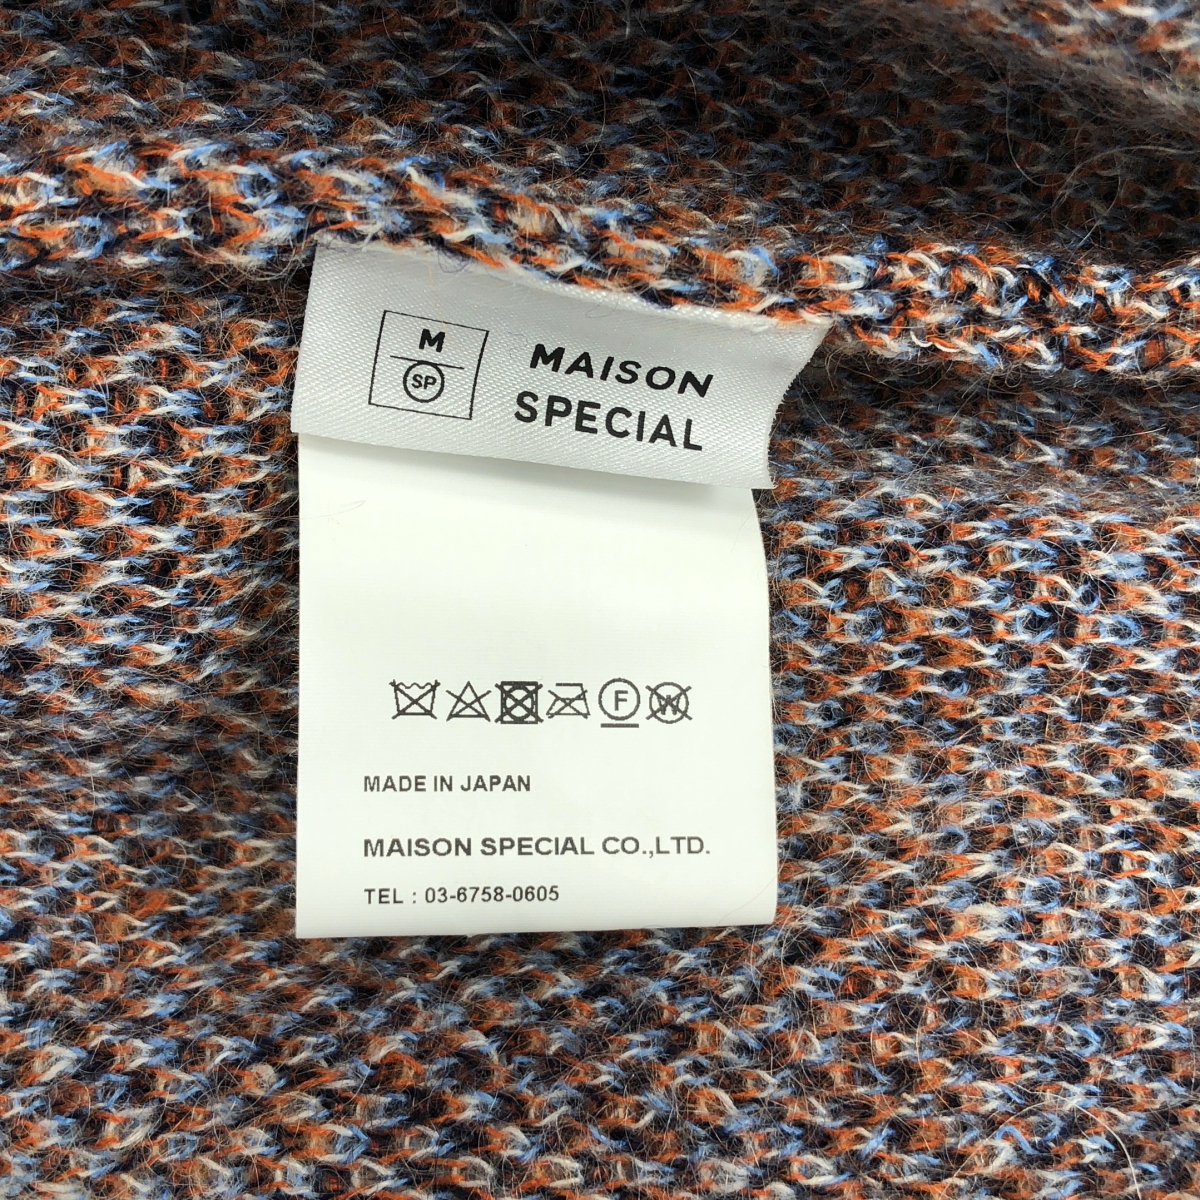 M
SP
MAISON
SPECIAL
F
W
MADE IN JAPAN
MAISON SPECIAL CO.,LTD.
TEL : 03-6758-0605